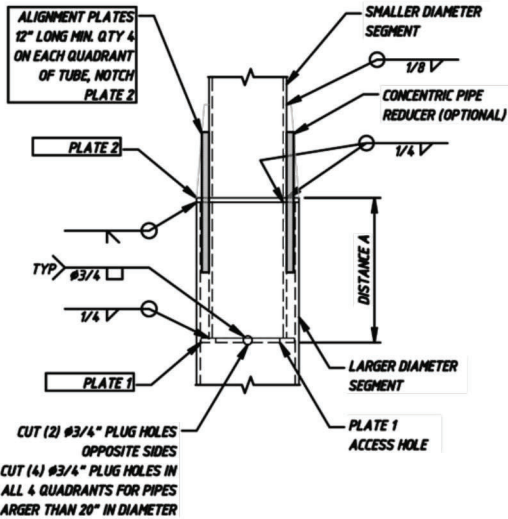 ALIGNMENT PLATES
12" LONG MIN. QTY 4
ON EACH QUADRANT
OF TUBE, NOTCH
PLATE 2
SMALLER DIAMETER
SEGMENT
1/8
CONCENTRIC PIPE
REDUCER (OPTIONAL)
PLATE 2
1/4
TYP
Ø3/4
DISTANCE A
1/4
PLATE 1
LARGER DIAMETER
SEGMENT
CUT (2) Ø3/4" PLUG HOLES
OPPOSITE SIDES
CUT (4) Ø3/4" PLUG HOLES IN
ALL 4 QUADRANTS FOR PIPES
ARGER THAN 20" IN DIAMETER
PLATE 1
ACCESS HOLE